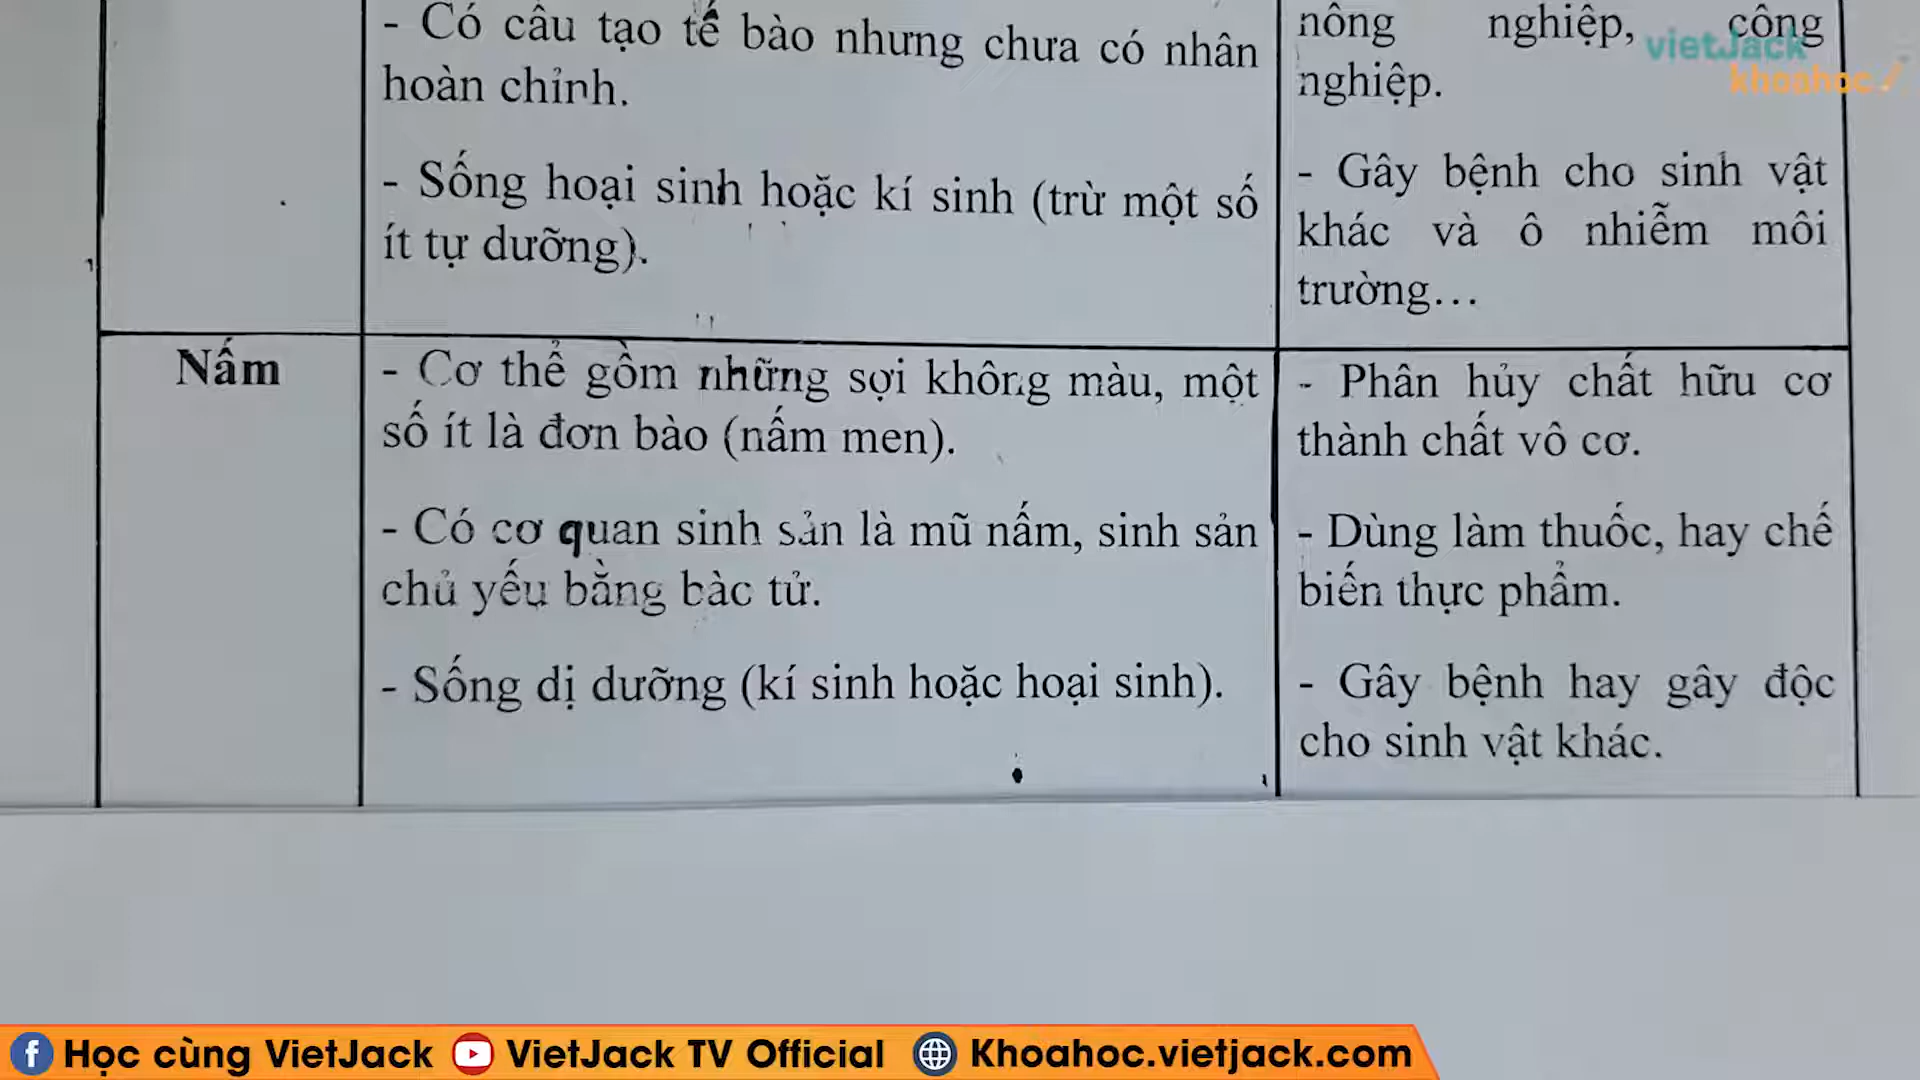 - Có cấu tạo tế bào nhưng chưa có nhân
hoàn chỉnh.
- Sống hoại sinh hoặc kí sinh (trừ một số
ít tự dưỡng).
nông nghiệp, công
nghiệp.
- Gây bệnh cho sinh vật
khác và ô nhiễm môi
trường...
Nấm
- Cơ thể gồm những sợi không màu, một
số ít là đơn bào (nấm men).
- Có cơ quan sinh sản là mũ nấm, sinh sản
chủ yếu bằng bào tử.
- Sống dị dưỡng (kí sinh hoặc hoại sinh).
- Phân hủy chất hữu cơ
thành chất vô cơ.
- Dùng làm thuốc, hay chế
biến thực phẩm.
- Gây bệnh hay gây độc
cho sinh vật khác.
vietJack
khoahoc
Học cùng VietJack VietJack TV Official Khoahoc.vietjack.com